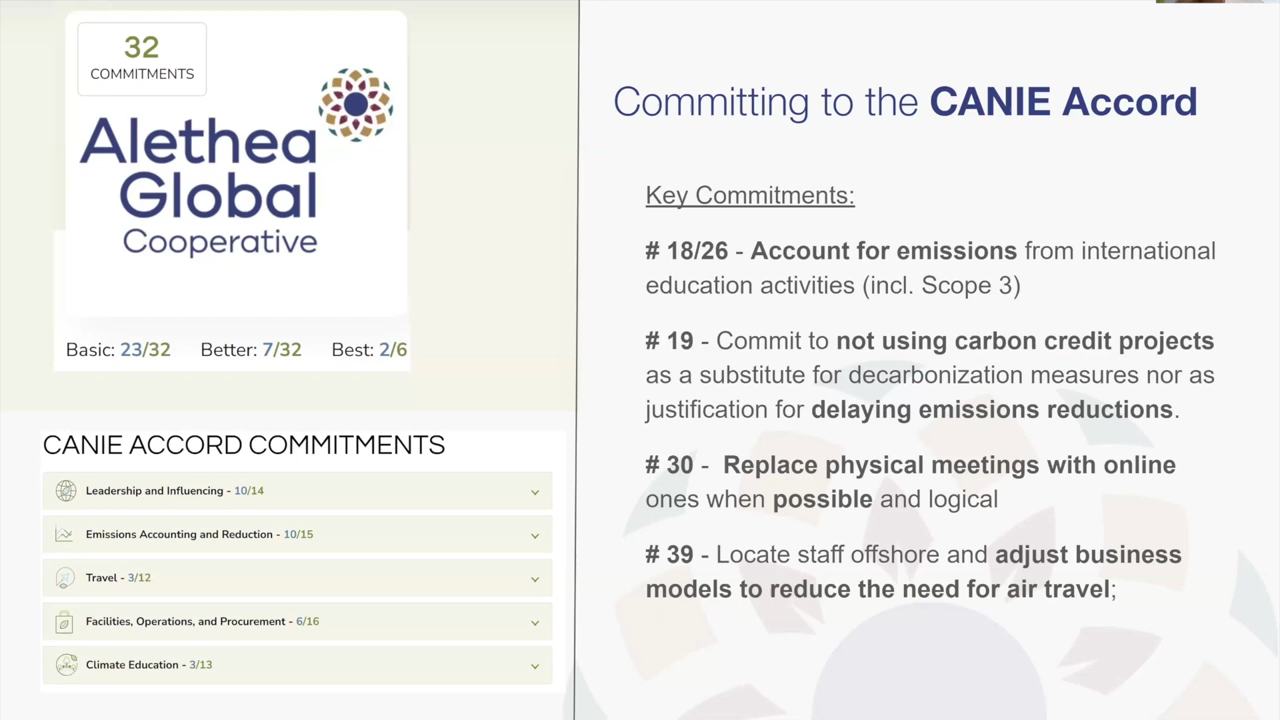 32
COMMITMENTS
Alethea
Global
Cooperative
Basic: 23/32 Better: 7/32 Best: 2/6
CANIE ACCORD COMMITMENTS
Leadership and Influencing - 10/14
Emissions Accounting and Reduction - 10/15
Travel - 3/12
Facilities, Operations, and Procurement - 6/16
Climate Education - 3/13
Committing to the CANIE Accord
Key Commitments:
# 18/26 - Account for emissions from international
education activities (incl. Scope 3)
# 19 - Commit to not using carbon credit projects
as a substitute for decarbonization measures nor as
justification for delaying emissions reductions.
# 30 - Replace physical meetings with online
ones when possible and logical
# 39 - Locate staff offshore and adjust business
models to reduce the need for air travel;